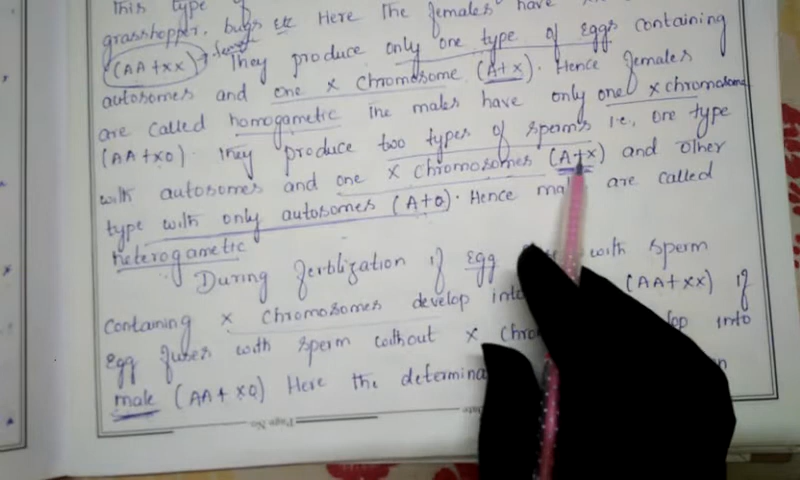 This type
grasshopper, bugs etc Here the females have
(AA+XX) They produce only one type of eggs containing
autosomes and one x chromosome (A+x). Hence females
are called homogametic The males have only one x chromosome
(AA+XO). They produce two types of sperms i.e, one type
with autosomes and one x chromosomes (A+x) and other
type with only autosomes (A+O). Hence are called
heterogametic
During fertilization if egg with sperm
containing x chromosomes develop into (AA+XX) if
Egg fuses with sperm without x into
male (AA+XO) Here the
Page No